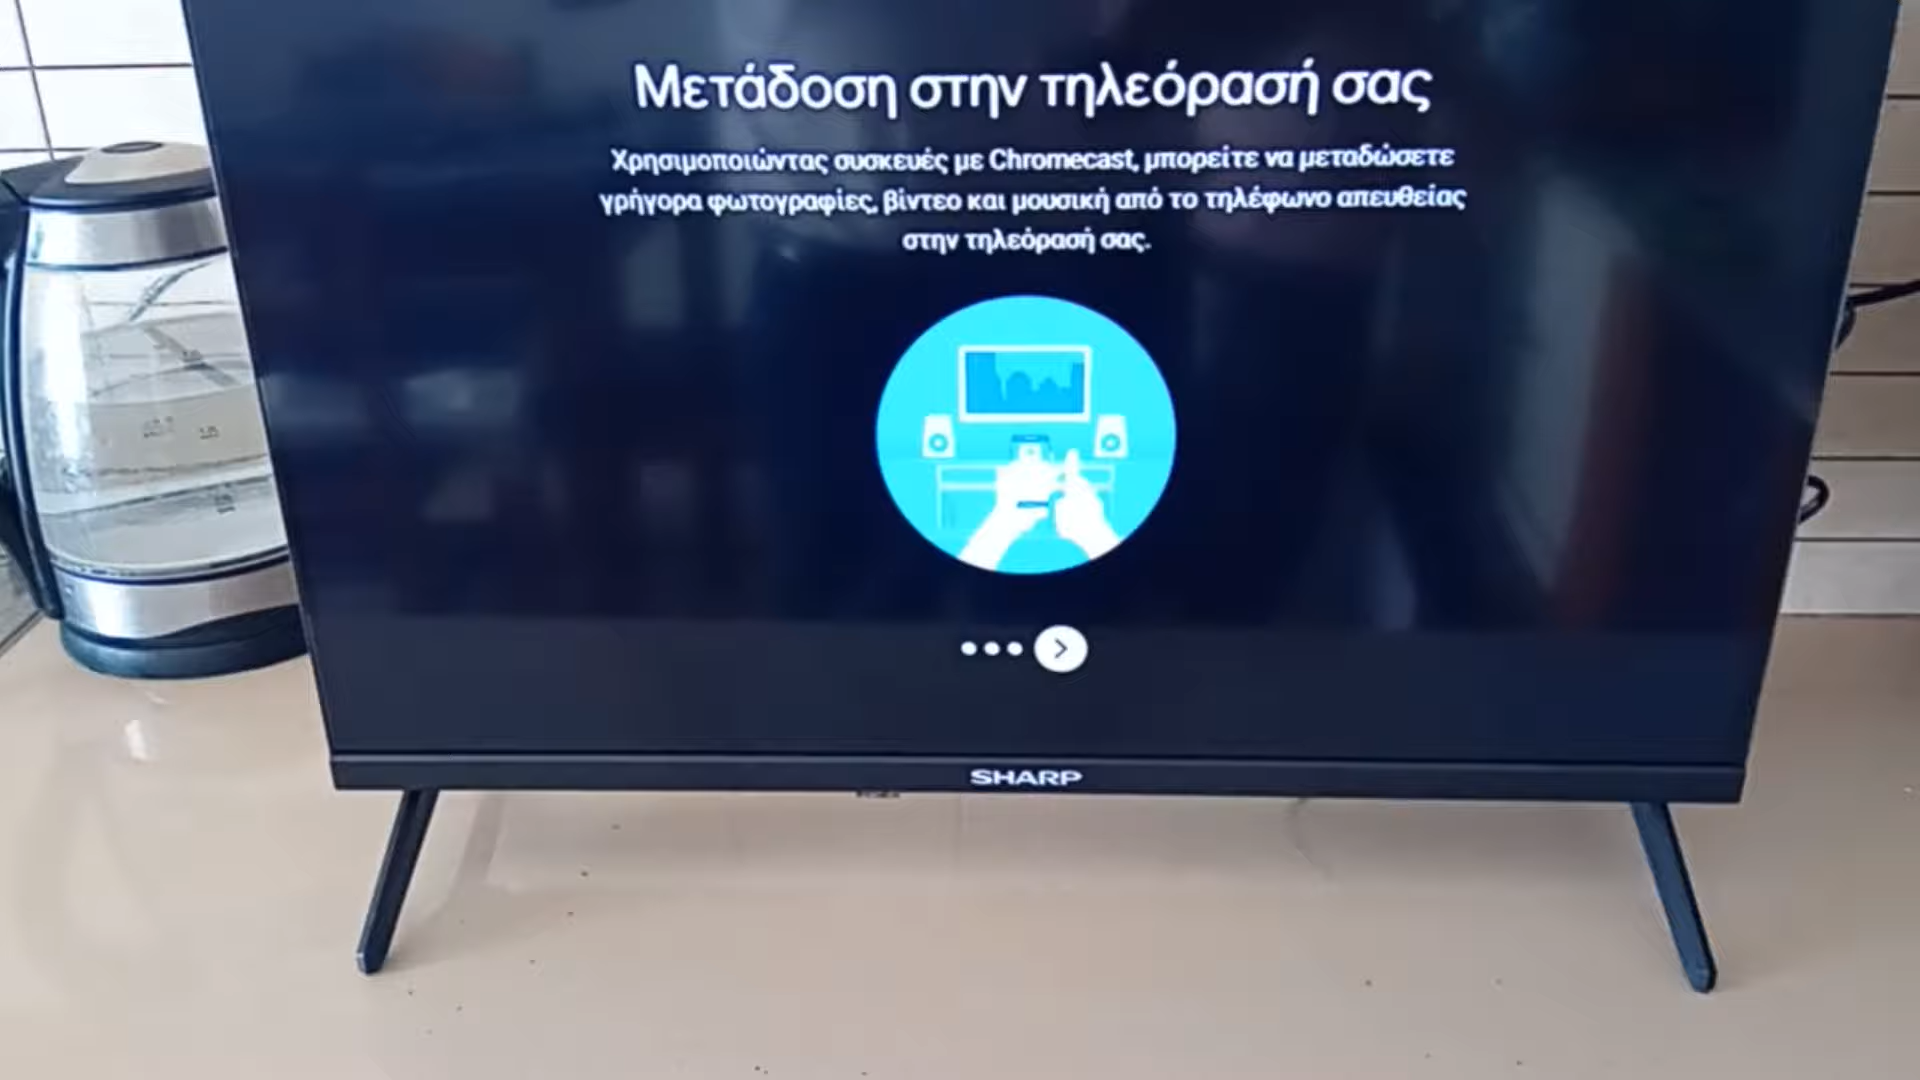 Μετάδοση στην τηλεόρασή σας
Χρησιμοποιώντας συσκευές με Chromecast, μπορείτε να μεταδώσετε
γρήγορα φωτογραφίες, βίντεο και μουσική από το τηλέφωνο απευθείας
στην τηλεόρασή σας.
SHARP